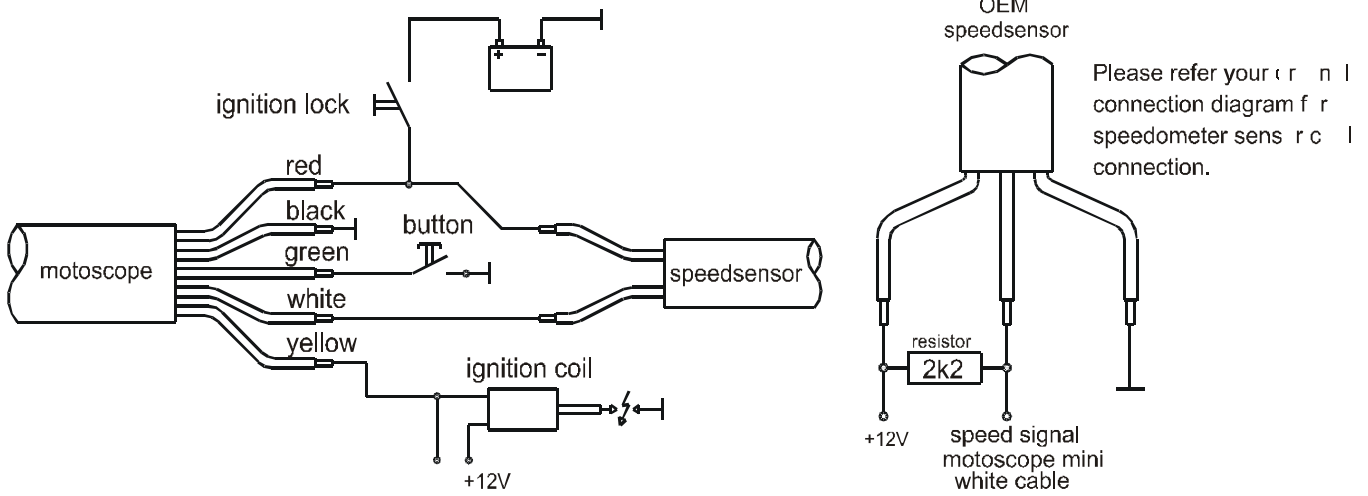 + -
ignition lock
red
black
button
green
motoscope
speedsensor
white
yellow
ignition coil
+12V
OEM
speedsensor
Please refer your
connection diagram
speedometer
connection.
resistor
2k2
+12V
speed signal
motoscope mini
white cable